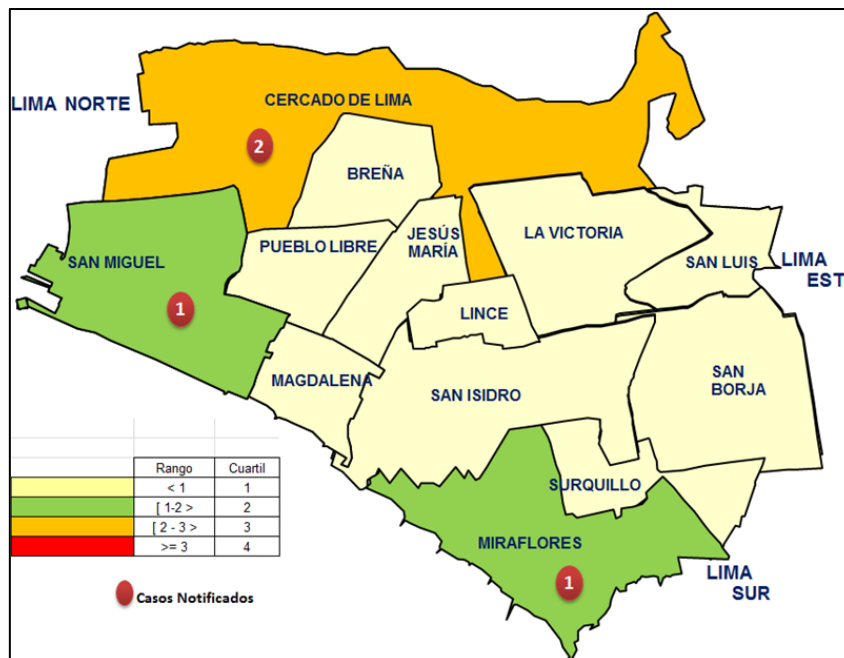 LIMA NORTE
CERCADO DE LIMA
2
BREÑA
JESÚS
MARÍA
LA VICTORIA
PUEBLO LIBRE
SAN MIGUEL
SAN LUIS
LIMA
EST
1
LINCE
MAGDALENA
SAN ISIDRO
SAN
BORJA
SURQUILLO
MIRAFLORES
1
LIMA
SUR
Rango Cuartil
< 1 1
[ 1-2 > 2
[ 2 - 3 > 3
>= 3 4
Casos Notificados